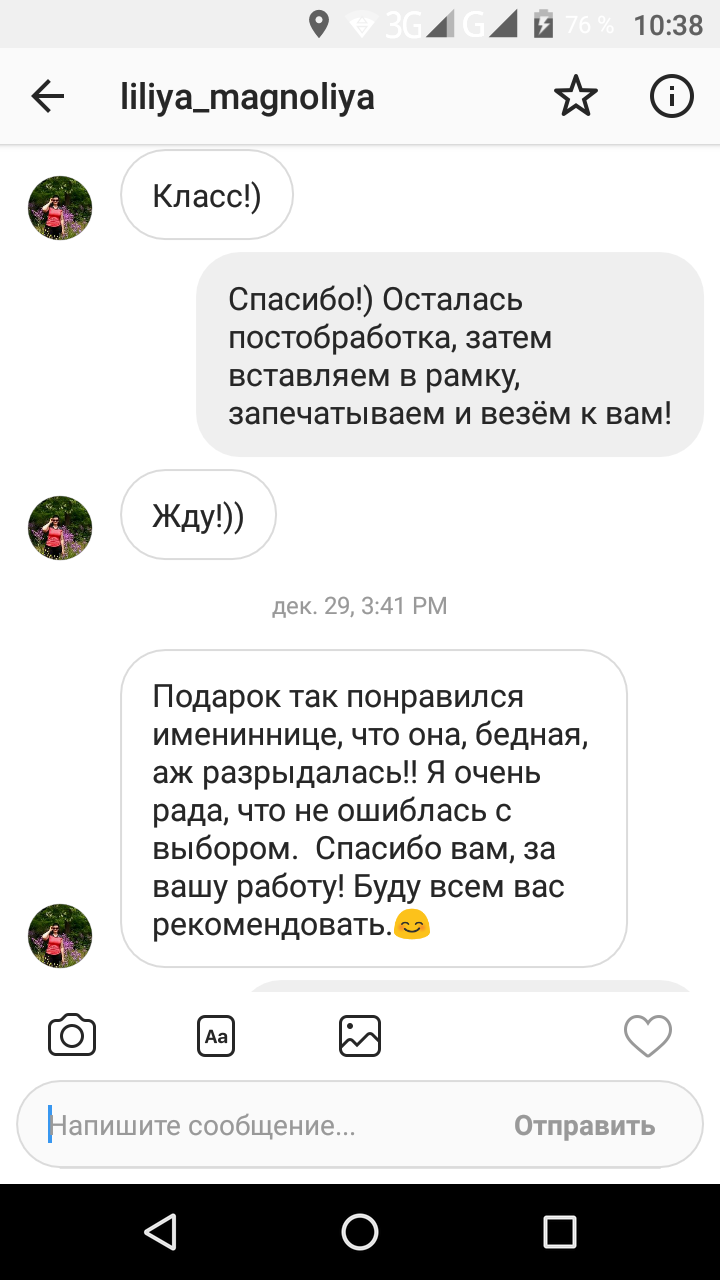 3G G 76 % 10:38
liliya_magnoliya
Класс!)
Спасибо!) Осталась
постобработка, затем
вставляем в рамку,
запечатываем и везём к вам!
Жду!))
дек. 29, 3:41 PM
Подарок так понравился
имениннице, что она, бедная,
аж разрыдалась!! Я очень
рада, что не ошиблась с
выбором.  Спасибо вам, за
вашу работу! Буду всем вас
рекомендовать.😊
Aa
Напишите сообщение... Отправить